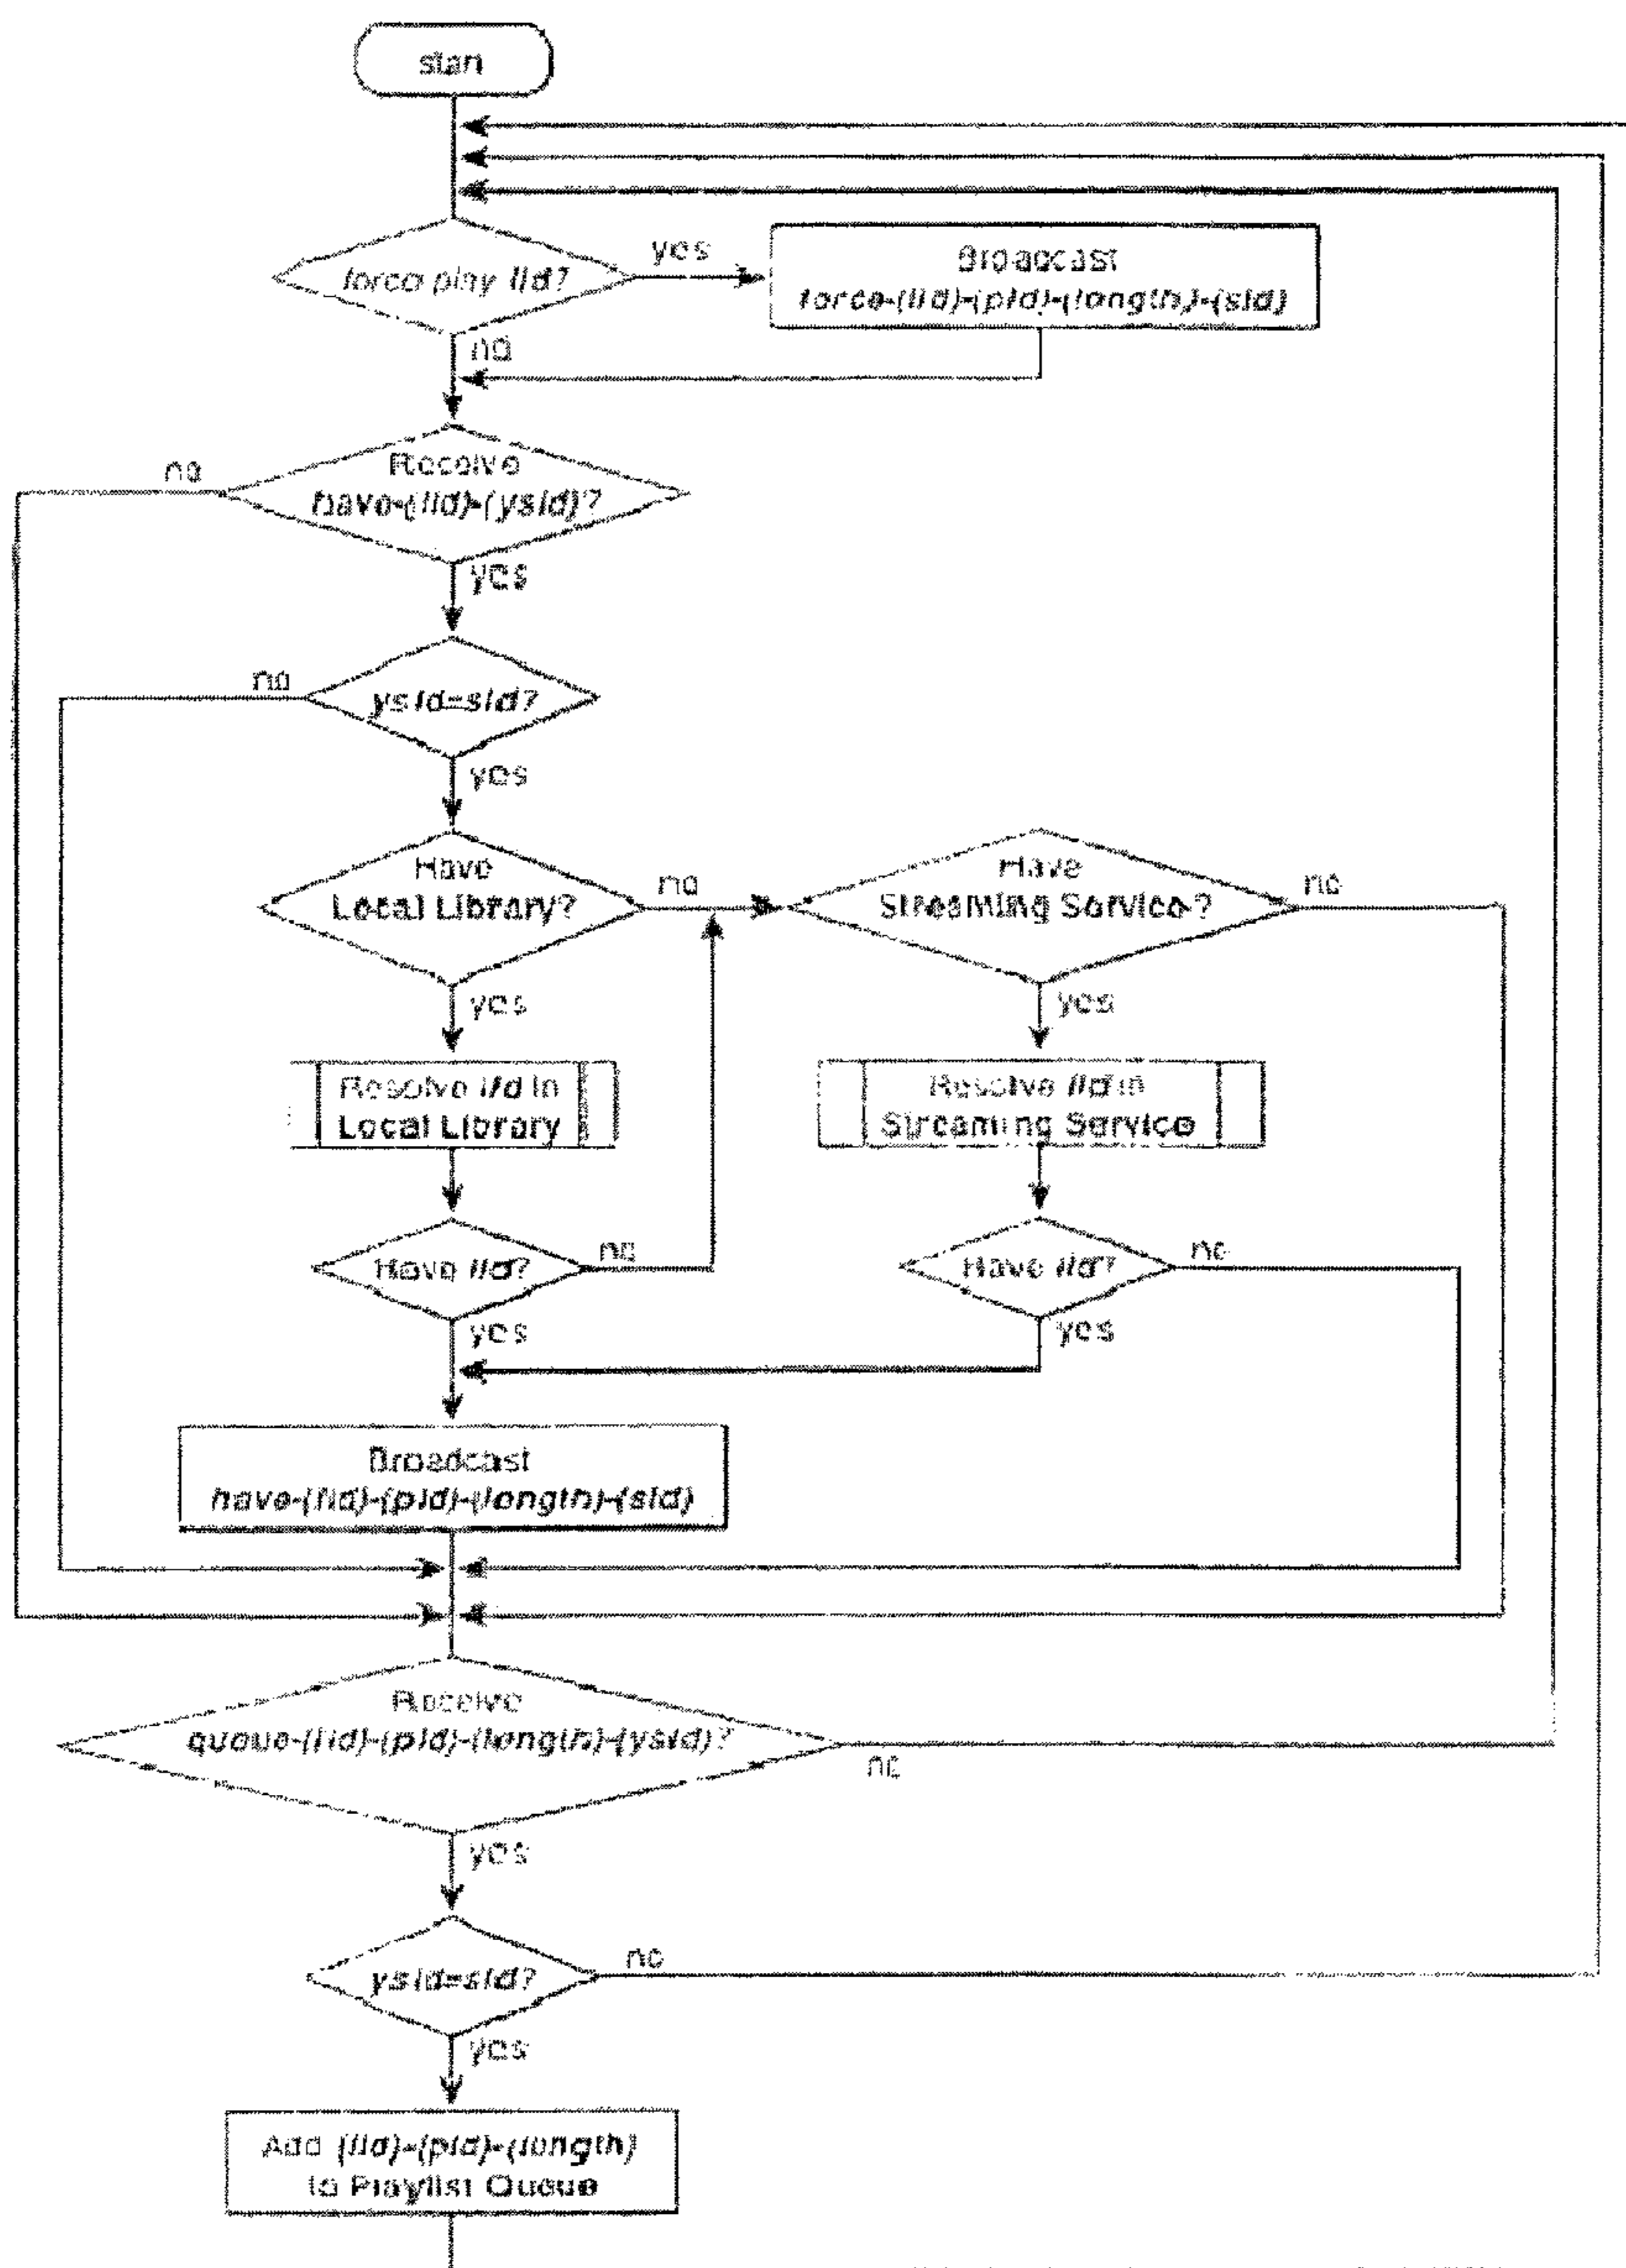 start
force play lid?
yes
Broadcast
force-(lid)-(pid)-(length)-(sid)
no
Receive
have-(lid)-(ysid)?
no
yes
ysid=sid?
no
yes
Have
Local Library?
no
Have
Streaming Service?
no
yes
yes
Resolve lid in
Local Library
Resolve lid in
Streaming Service
Have lid?
no
Have lid?
no
yes
yes
Broadcast
have-(lid)-(pid)-(length)-(sid)
Receive
queue-(lid)-(pid)-(length)-(ysid)?
no
yes
ysid=sid?
no
yes
Add (lid)-(pid)-(length)
to Playlist Queue